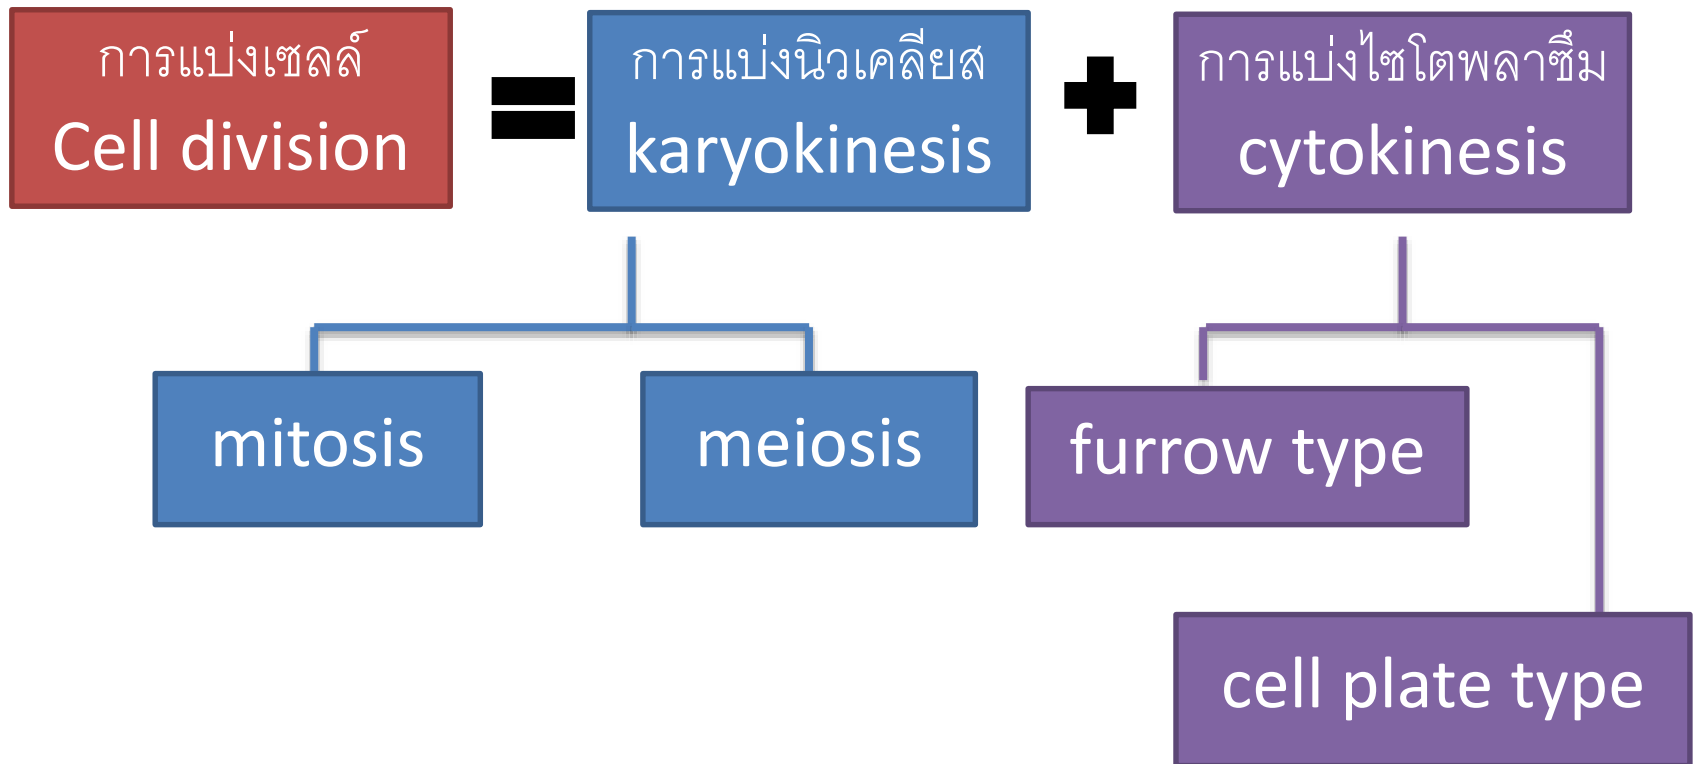 การแบ่งเซลล์
Cell division
การแบ่งนิวเคลียส
karyokinesis
การแบ่งไซโตพลาซึม
cytokinesis
mitosis
meiosis
furrow type
cell plate type